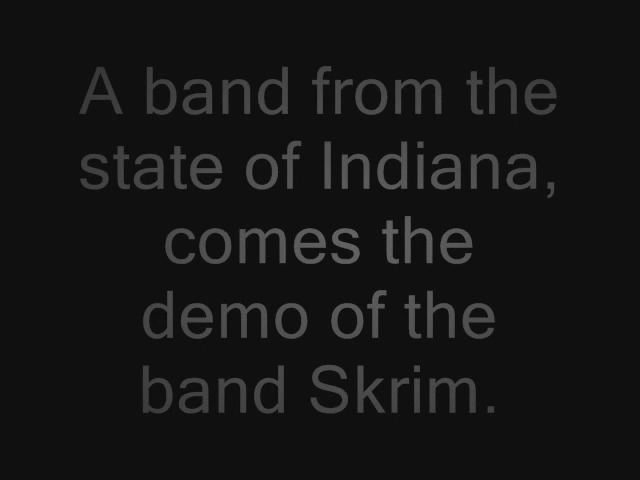 A band from the
state of Indiana,
comes the
demo of the
band Skrim.